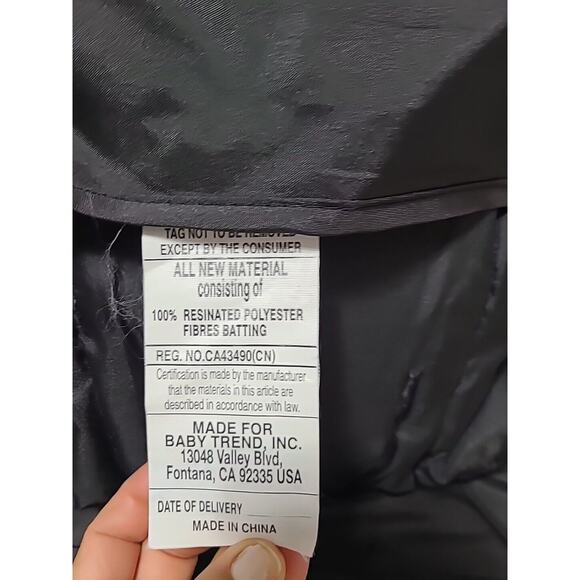 TAG NOT TO BE REMOVED
EXCEPT BY THE CONSUMER
ALL NEW MATERIAL
consisting of
100% RESINATED POLYESTER
FIBRES BATTING
REG. NO.CA43490(CN)
Certification is made by the manufacturer
that the materials in this article are
described in accordance with law.
MADE FOR
BABY TREND, INC.
13048 Valley Blvd,
Fontana, CA 92335 USA
DATE OF DELIVERY
MADE IN CHINA